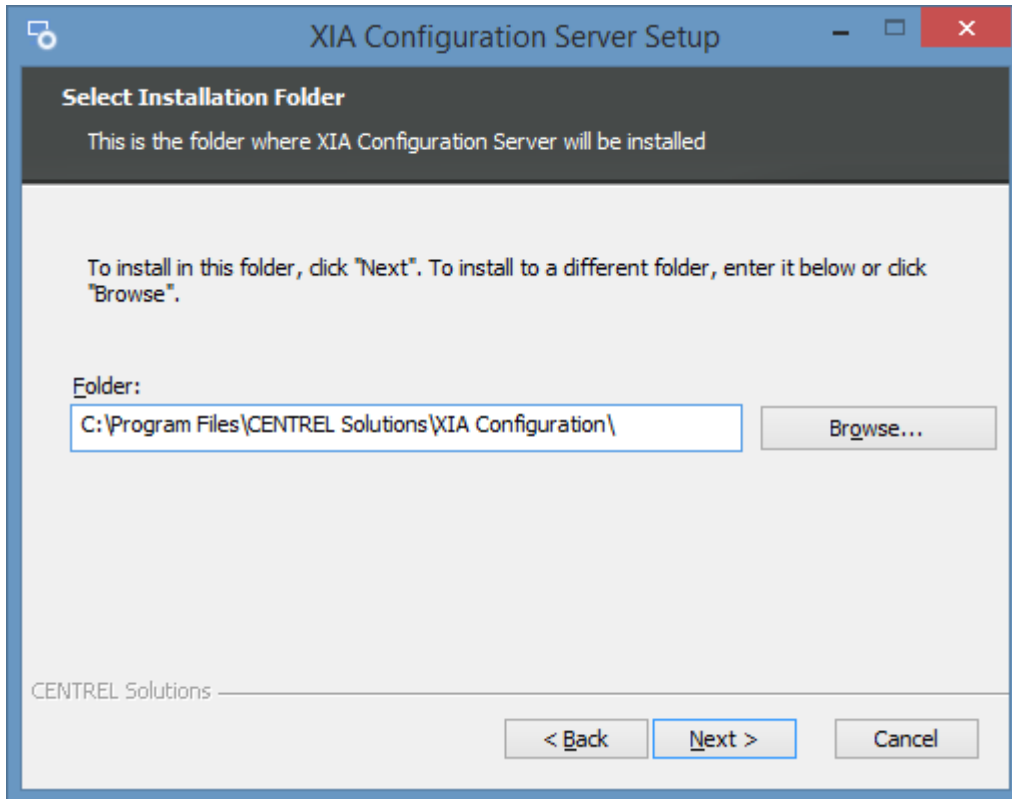 XIA Configuration Server Setup
Select Installation Folder
This is the folder where XIA Configuration Server will be installed
To install in this folder, click "Next". To install to a different folder, enter it below or click
"Browse".
Folder:
C:\Program Files\CENTREL Solutions\XIA Configuration\
Browse...
CENTREL Solutions
< Back
Next >
Cancel